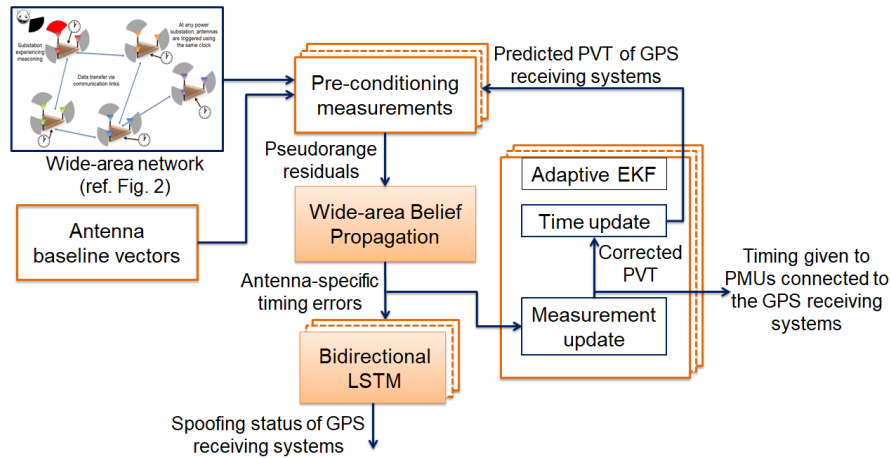 Substation
experiencing
meaconing
At any power
substation, antennas
are triggered using
the same clock
Data transfer via
communication links
Wide-area network
(ref. Fig. 2)
Antenna
baseline vectors
Pre-conditioning
measurements
Predicted PVT of GPS
receiving systems
Pseudorange
residuals
Wide-area Belief
Propagation
Antenna-specific
timing errors
Bidirectional
LSTM
Spoofing status of GPS
receiving systems
Adaptive EKF
Time update
Corrected
PVT
Measurement
update
Timing given to
PMUs connected to
the GPS receiving
systems